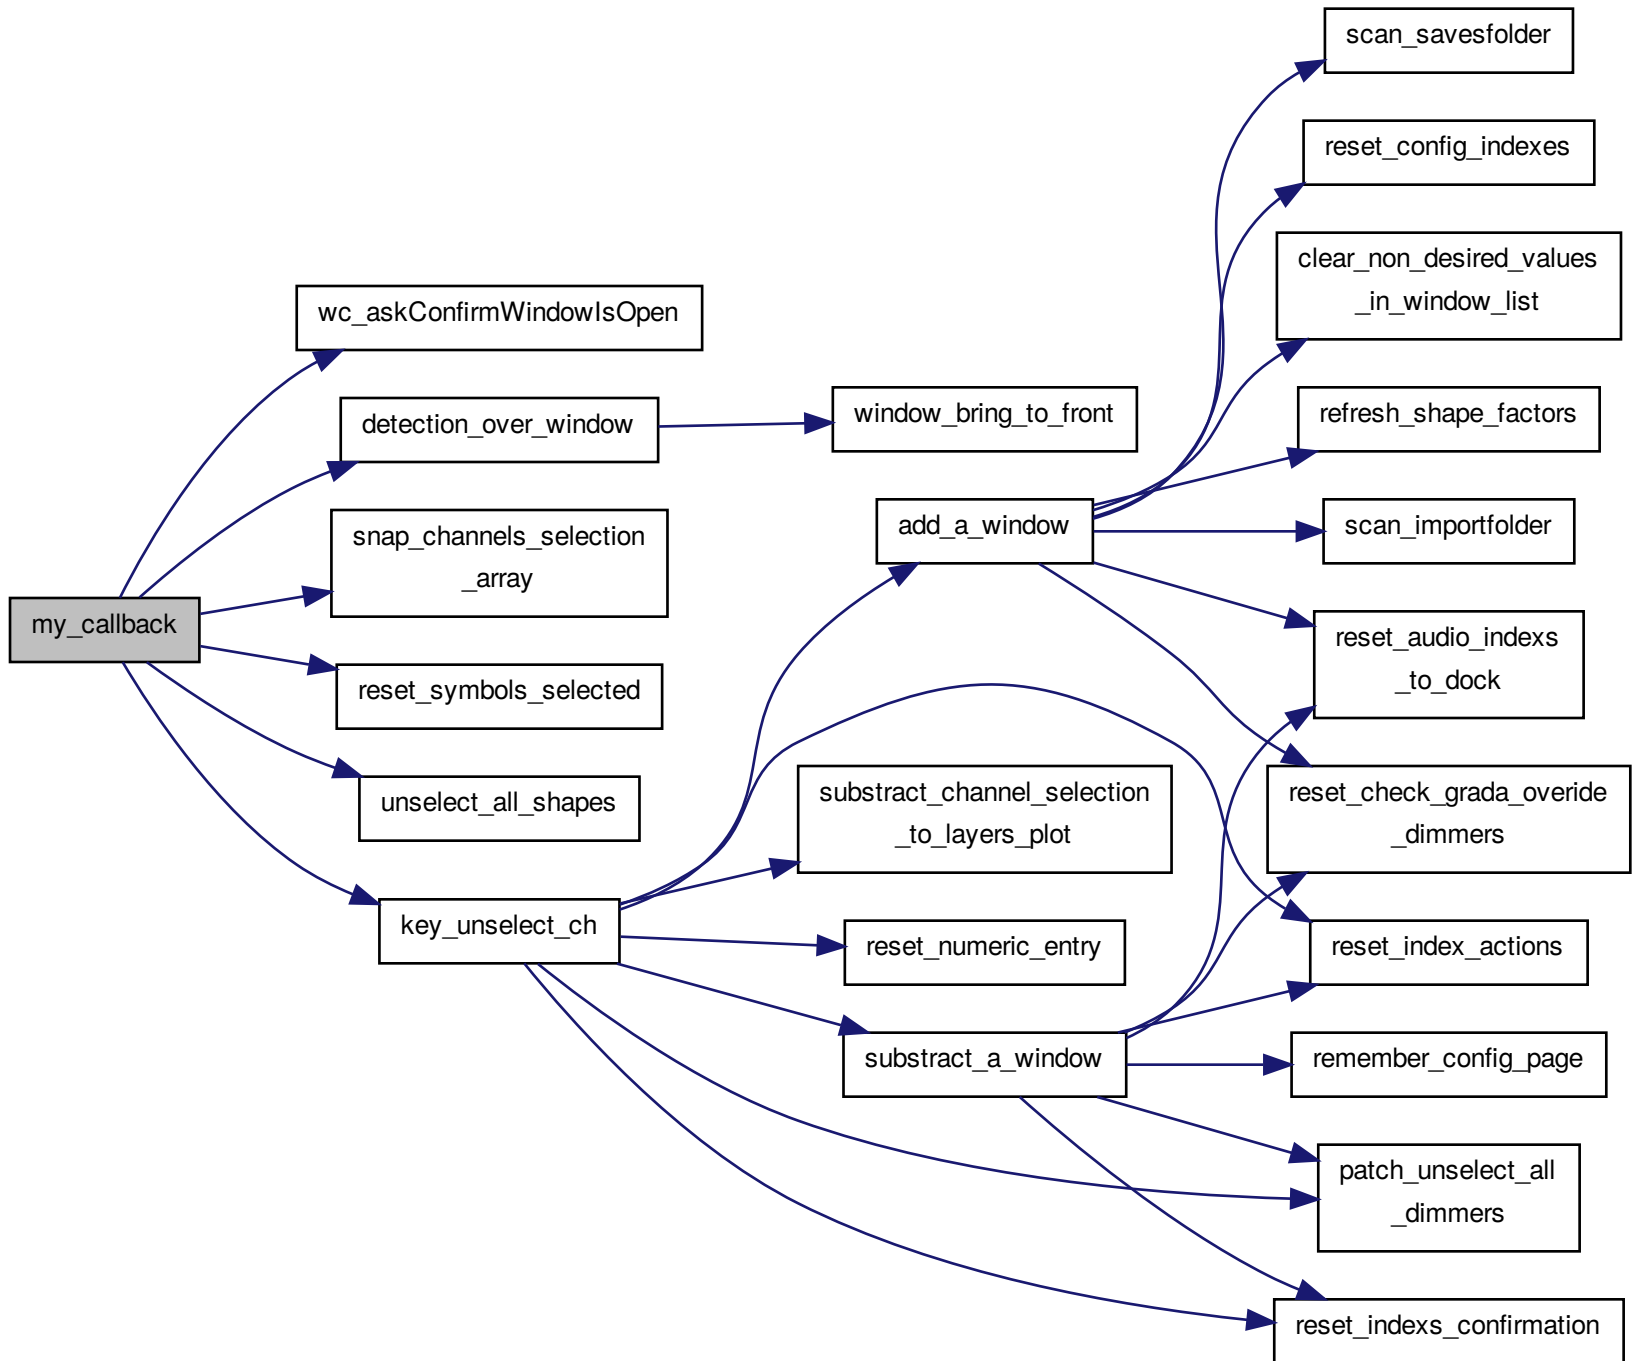 my_callback
wc_askConfirmWindowIsOpen
detection_over_window
snap_channels_selection
_array
reset_symbols_selected
unselect_all_shapes
key_unselect_ch
window_bring_to_front
add_a_window
substract_channel_selection
_to_layers_plot
reset_numeric_entry
substract_a_window
scan_savesfolder
reset_config_indexes
clear_non_desired_values
_in_window_list
refresh_shape_factors
scan_importfolder
reset_audio_indexs
_to_dock
reset_check_grada_overide
_dimmers
reset_index_actions
remember_config_page
patch_unselect_all
_dimmers
reset_indexs_confirmation